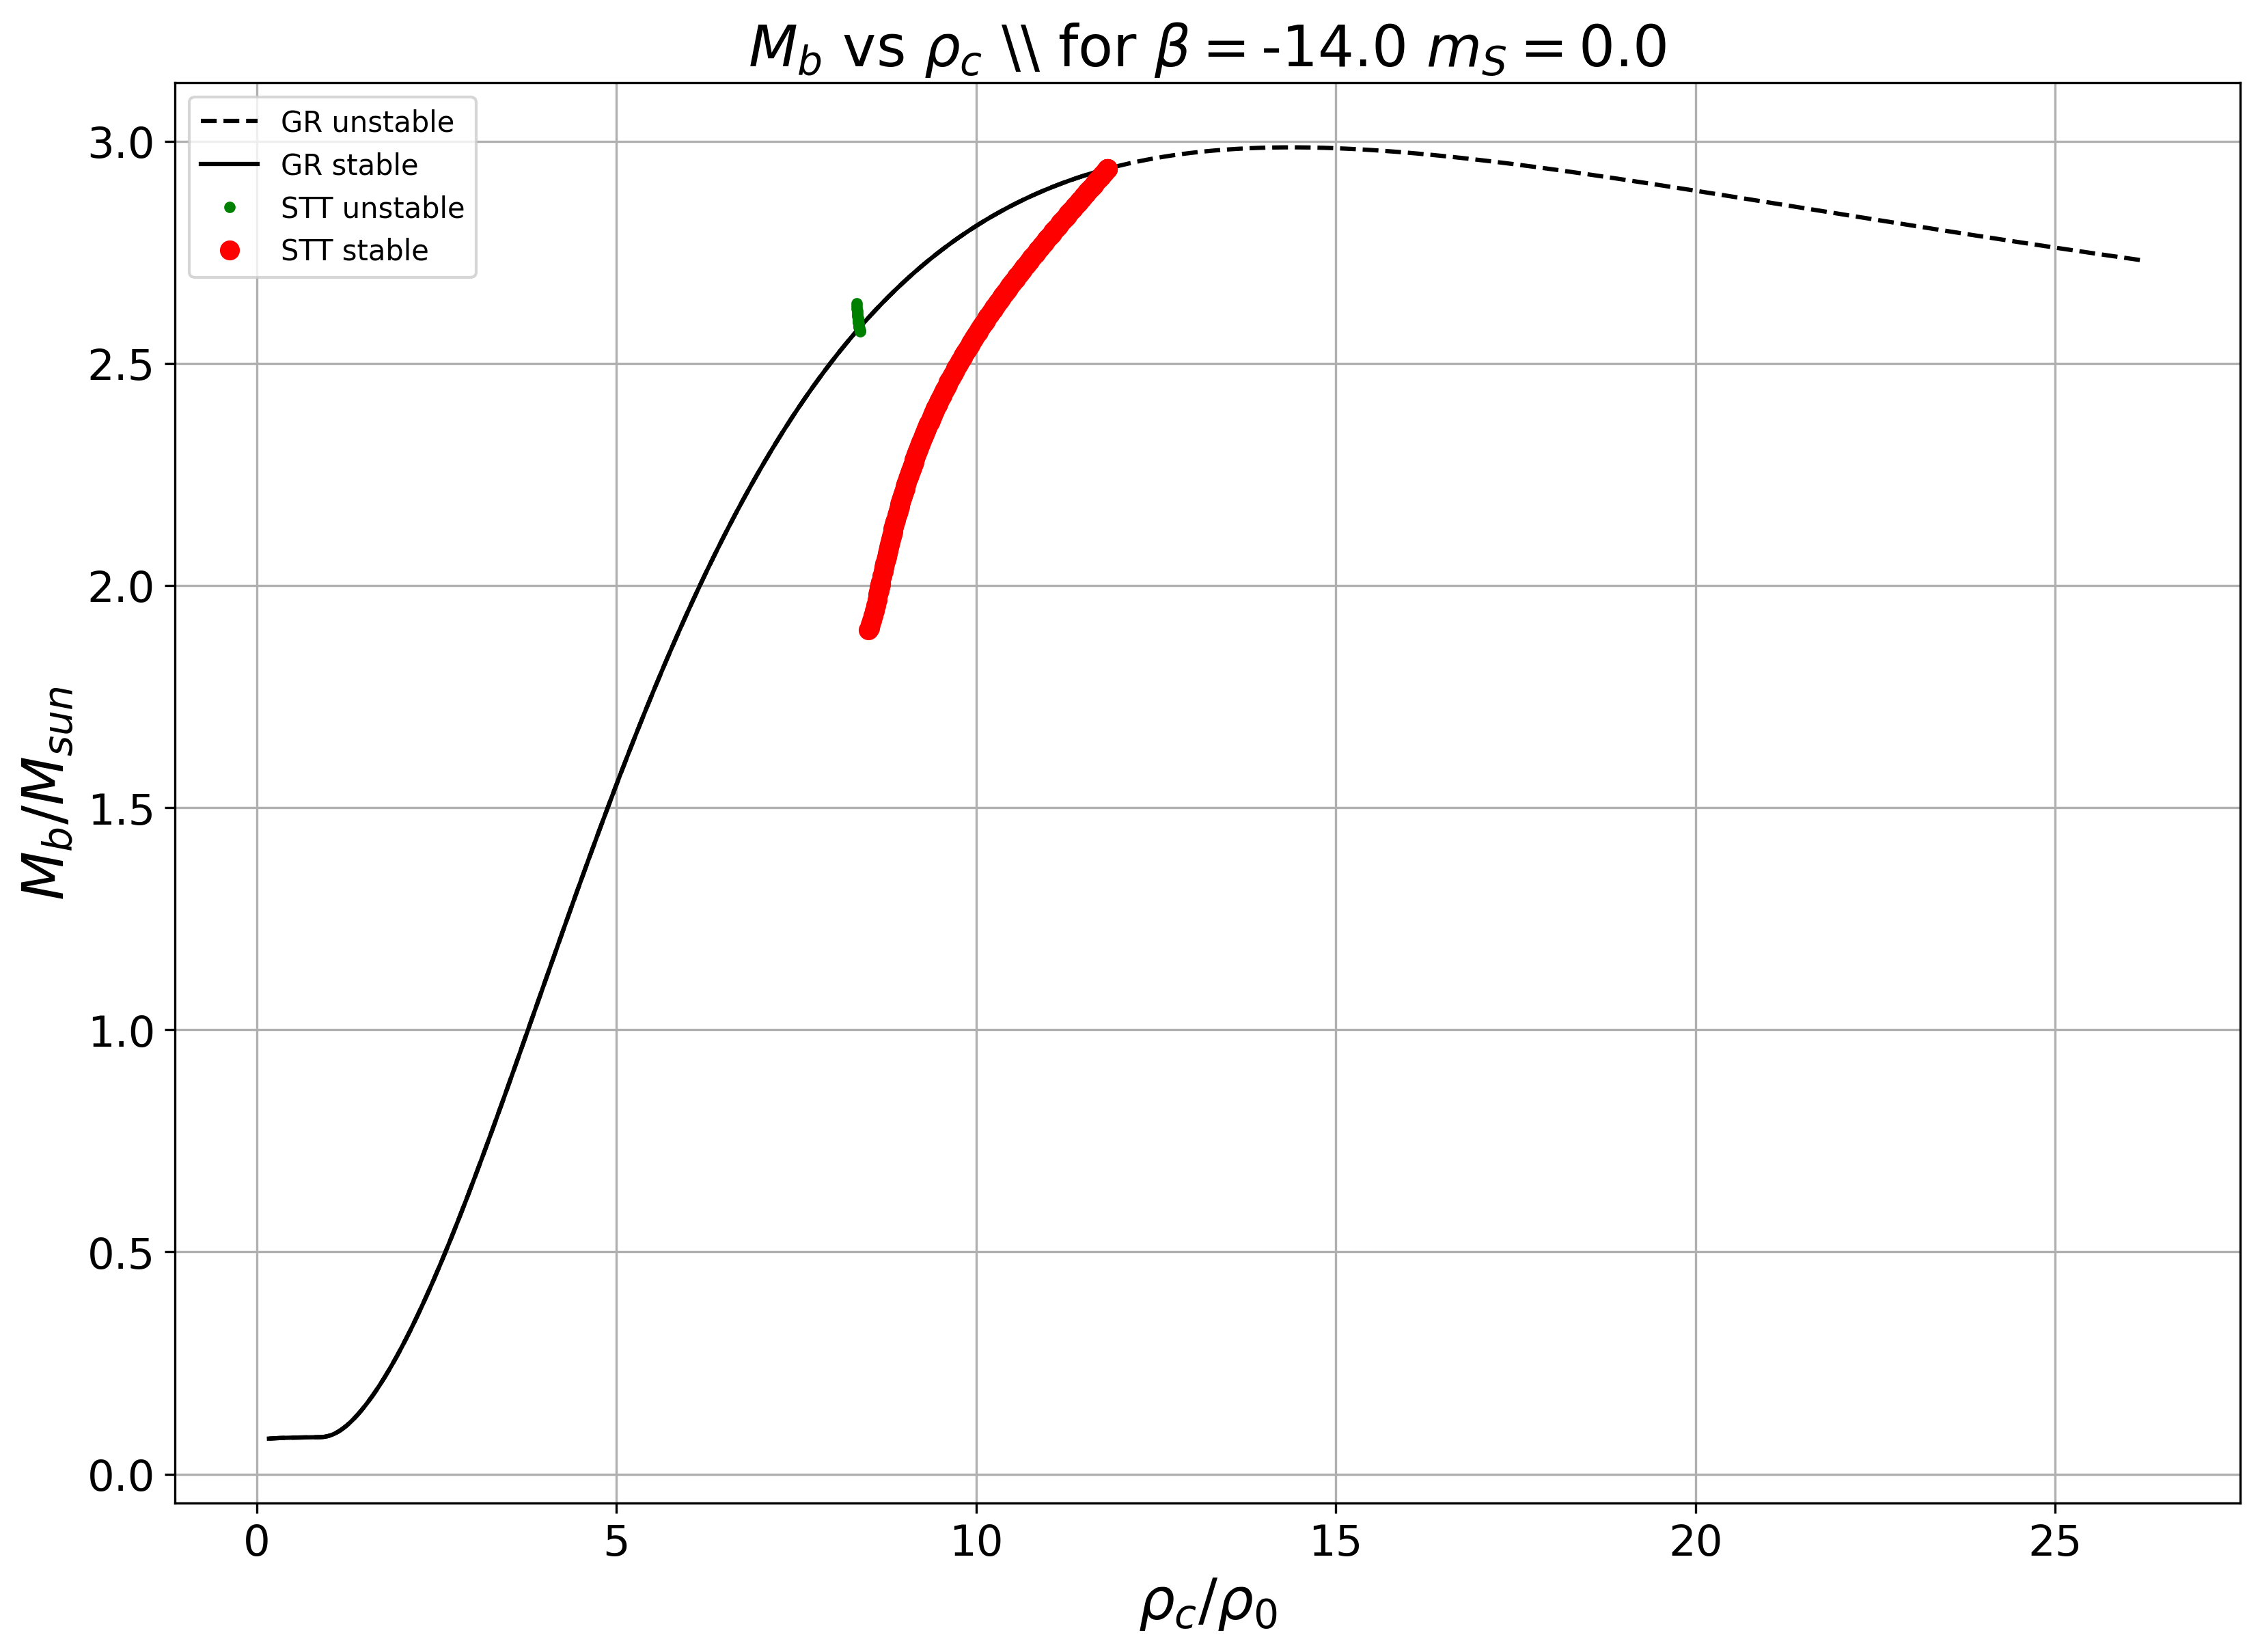 M_b vs ρ_c \\ for β = -14.0 m_S = 0.0
GR unstable
GR stable
STT unstable
STT stable
M_b/M_sun
3.0
2.5
2.0
1.5
1.0
0.5
0.0
0 5 10 15 20 25
ρ_c/ρ_0